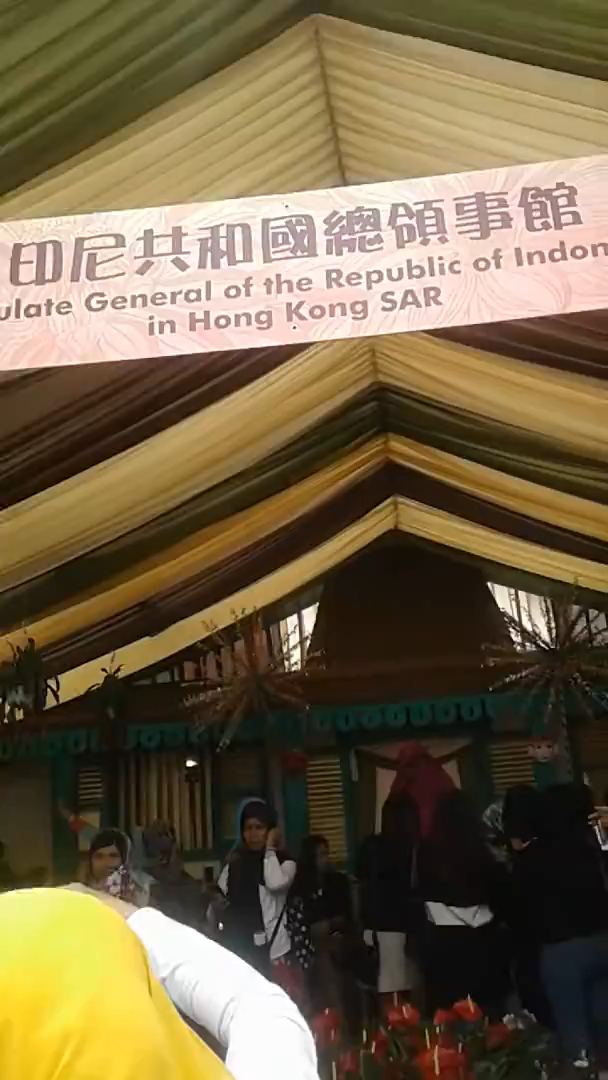 印尼共和國總領事館
ulate General of the Republic of Indon
in Hong Kong SAR